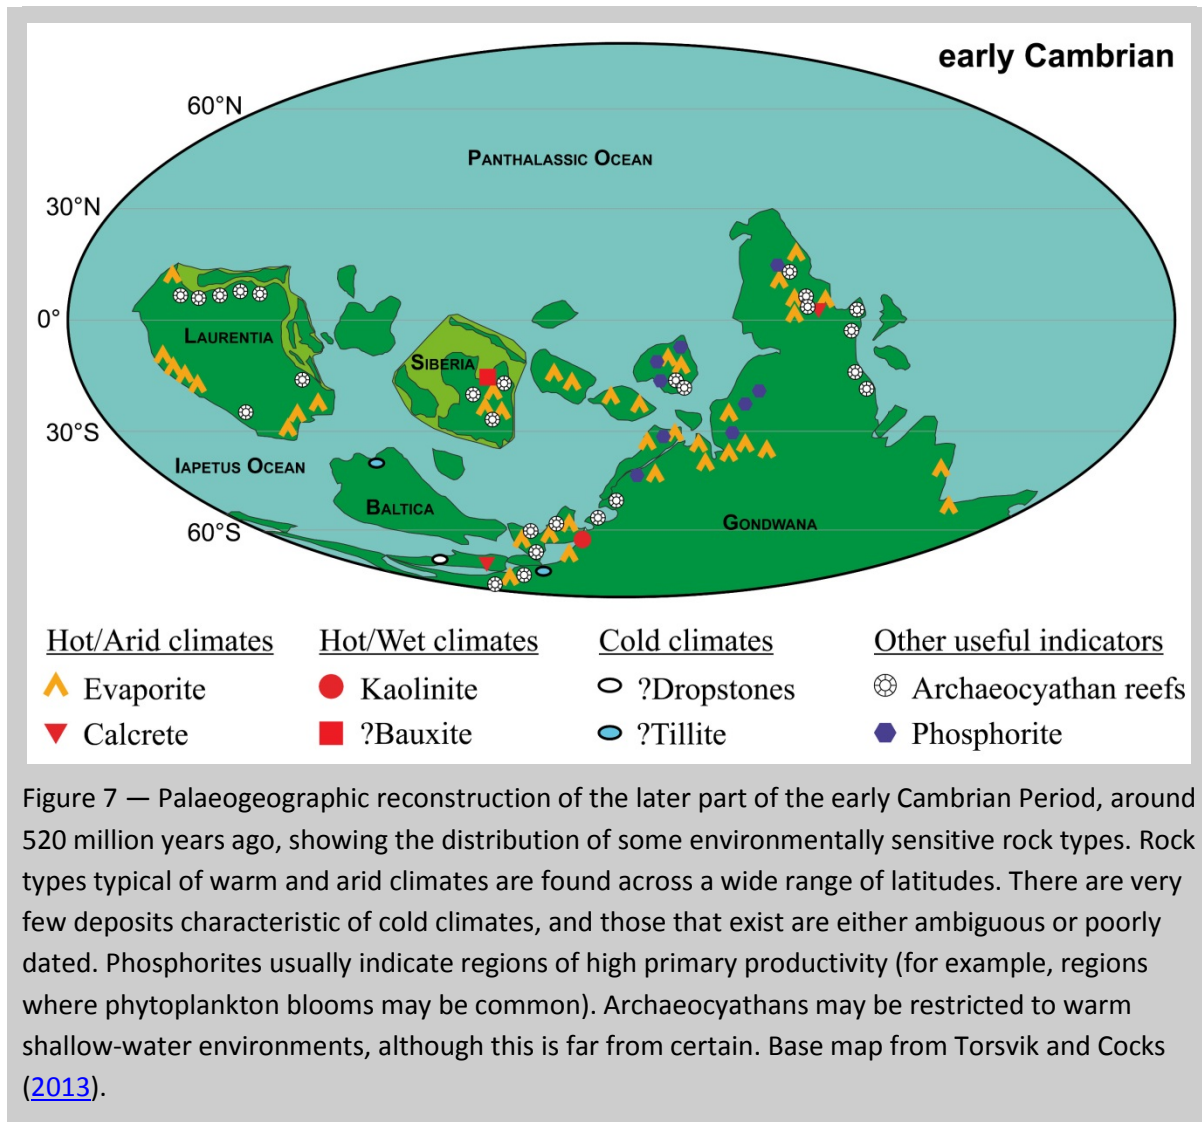 early Cambrian
60°N
PANTHALASSIC OCEAN
30°N
0°
LAURENTIA
SIBERIA
30°S
IAPETUS OCEAN
BALTICA
GONDWANA
60°S
Hot/Arid climates
Evaporite
Calcrete
Hot/Wet climates
Kaolinite
?Bauxite
Cold climates
?Dropstones
?Tillite
Other useful indicators
Archaeocyathan reefs
Phosphorite
Figure 7 — Palaeogeographic reconstruction of the later part of the early Cambrian Period, around
520 million years ago, showing the distribution of some environmentally sensitive rock types. Rock
types typical of warm and arid climates are found across a wide range of latitudes. There are very
few deposits characteristic of cold climates, and those that exist are either ambiguous or poorly
dated. Phosphorites usually indicate regions of high primary productivity (for example, regions
where phytoplankton blooms may be common). Archaeocyathans may be restricted to warm
shallow-water environments, although this is far from certain. Base map from Torsvik and Cocks
(2013).